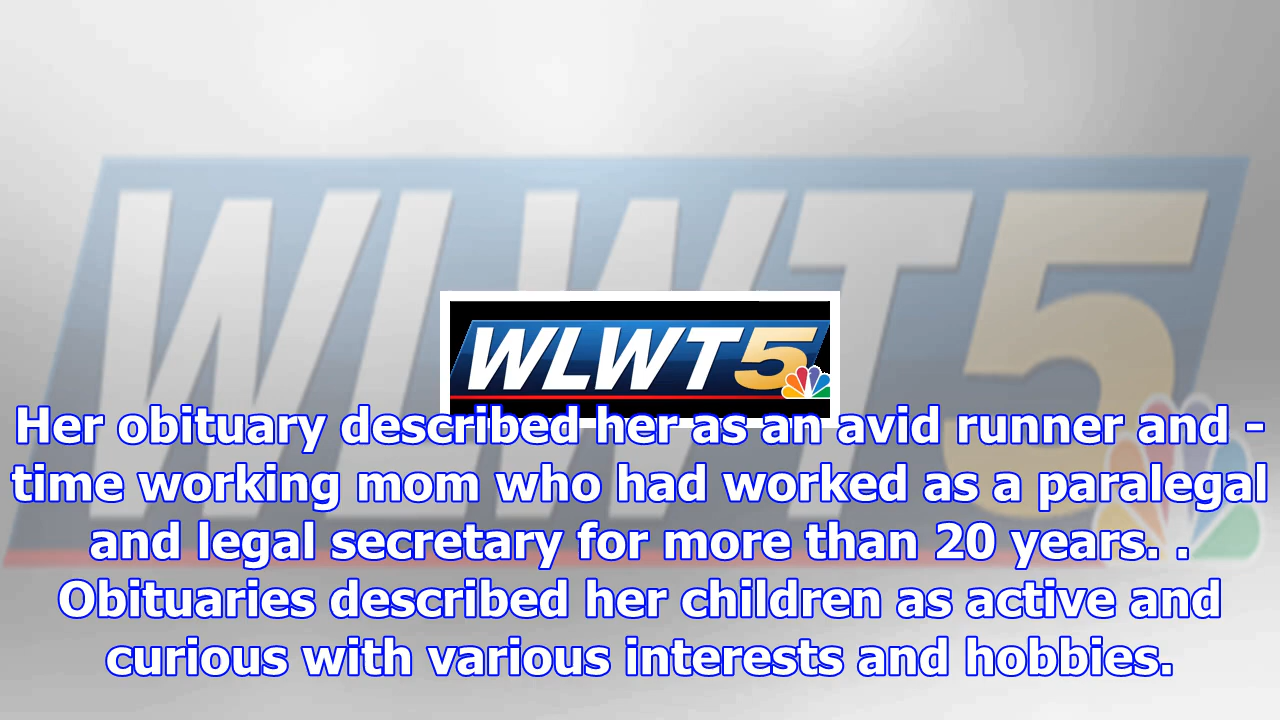 WLWT5
WLWT5
Her obituary described her as an avid runner and -
time working mom who had worked as a paralegal
and legal secretary for more than 20 years. .
Obituaries described her children as active and
curious with various interests and hobbies.